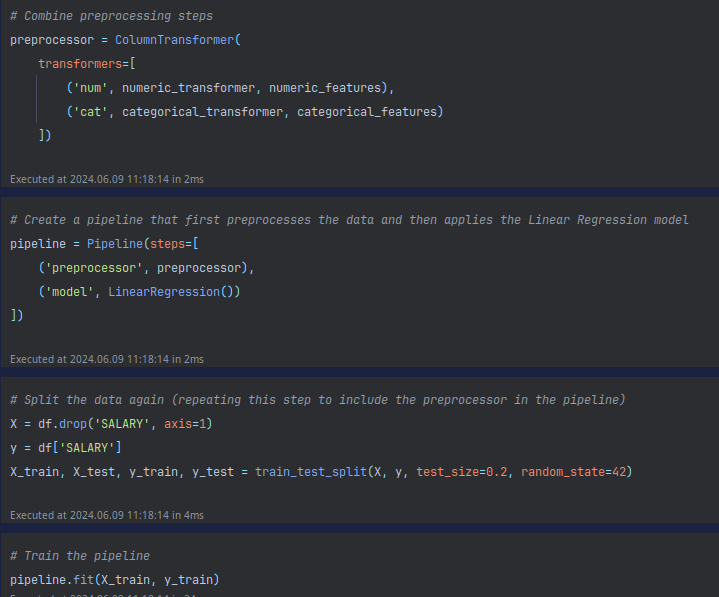 # Combine preprocessing steps
preprocessor = ColumnTransformer(
    transformers=[
        ('num', numeric_transformer, numeric_features),
        ('cat', categorical_transformer, categorical_features)
    ])
Executed at 2024.06.09 11:18:14 in 2ms
# Create a pipeline that first preprocesses the data and then applies the Linear Regression model
pipeline = Pipeline(steps=[
    ('preprocessor', preprocessor),
    ('model', LinearRegression())
])
Executed at 2024.06.09 11:18:14 in 2ms
# Split the data again (repeating this step to include the preprocessor in the pipeline)
X = df.drop('SALARY', axis=1)
y = df['SALARY']
X_train, X_test, y_train, y_test = train_test_split(X, y, test_size=0.2, random_state=42)
Executed at 2024.06.09 11:18:14 in 4ms
# Train the pipeline
pipeline.fit(X_train, y_train)